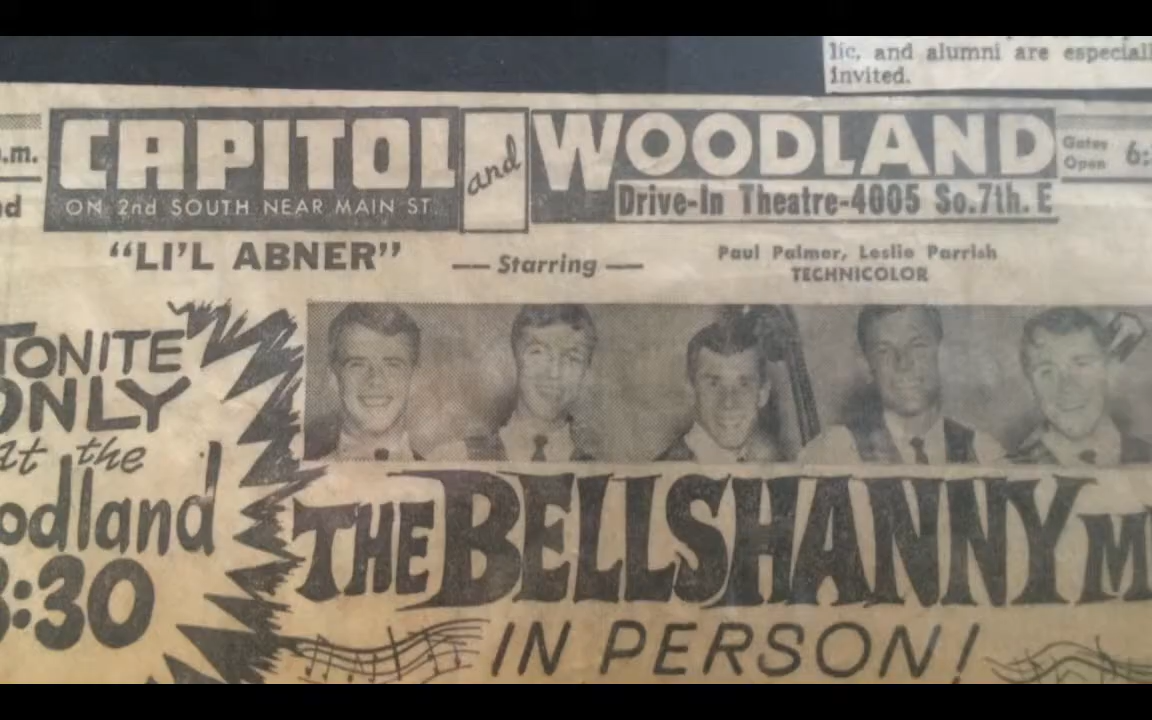 lic, and alumni are especiall
invited.
.m.
nd
CAPITOL
ON 2nd SOUTH NEAR MAIN ST.
and
WOODLAND
Drive-In Theatre-4005 So.7th. E
Gates
Open
6:
"LI'L ABNER"
Starring
Paul Palmer, Leslie Parrish
TECHNICOLOR
TONITE
ONLY
At the
odland
8:30
THE BELLSHANNY M
IN PERSON!